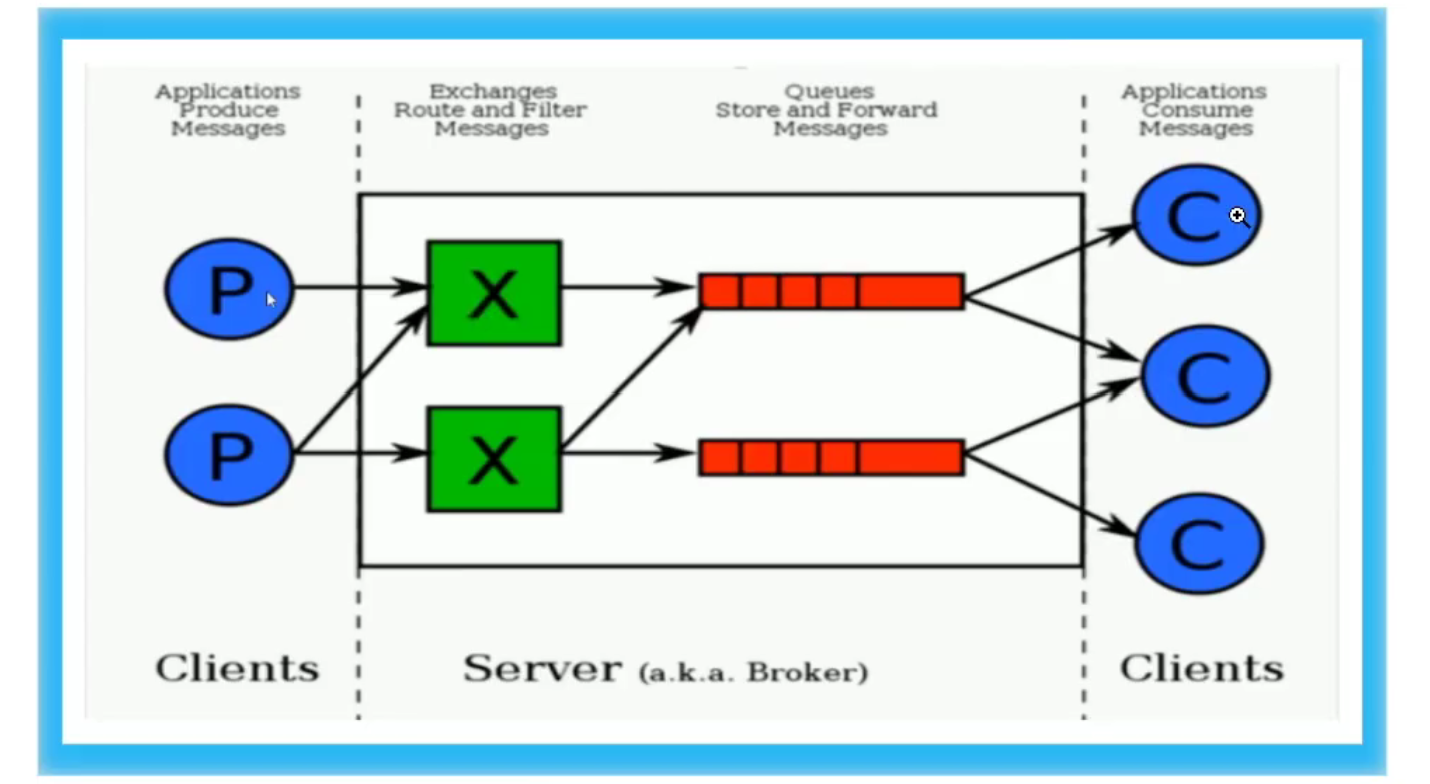 Applications
Produce
Messages
Exchanges
Route and Filter
Messages
Queues
Store and Forward
Messages
Applications
Consume
Messages
P
X
C
P
X
C
C
Clients
Server (a.k.a. Broker)
Clients